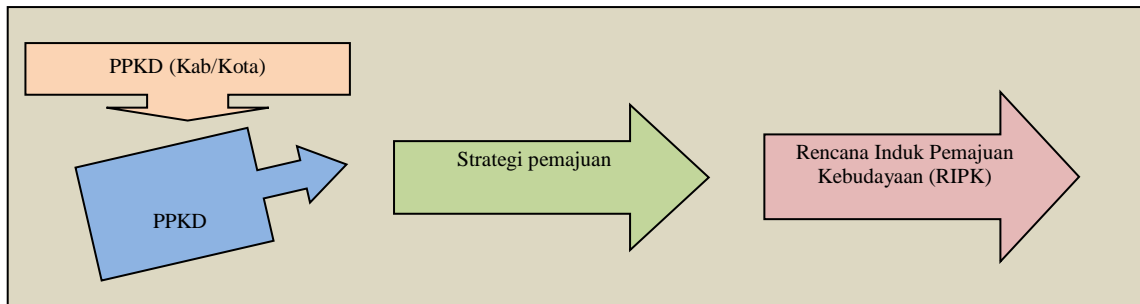 PPKD (Kab/Kota)
PPKD
Strategi pemajuan
Rencana Induk Pemajuan
Kebudayaan (RIPK)